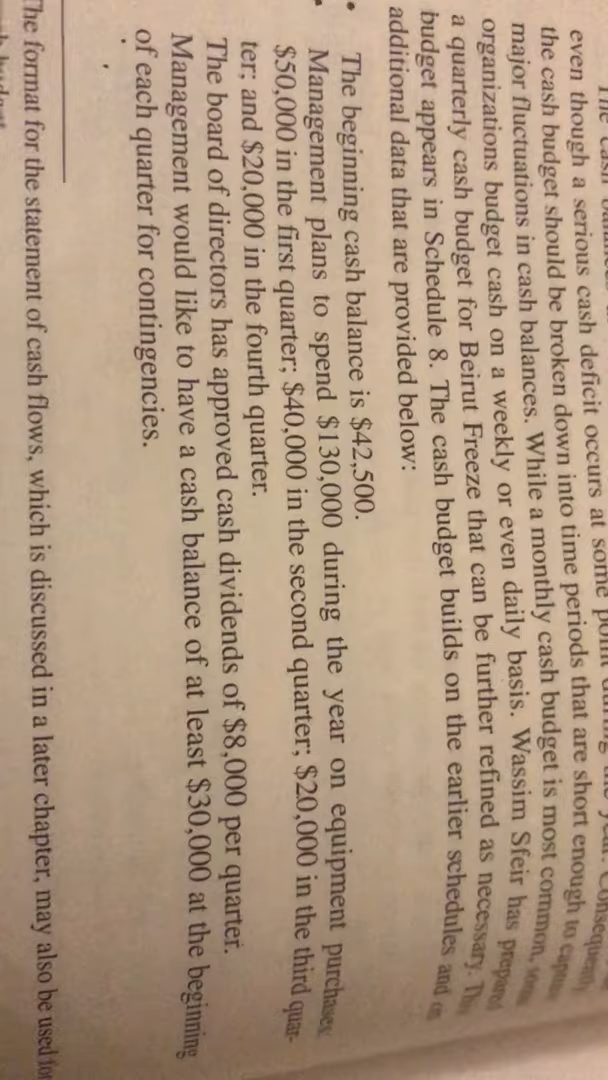 even though a serious cash deficit occurs at some point
the cash budget should be broken down into time periods that are short enough to
major fluctuations in cash balances. While a monthly cash budget is most common,
organizations budget cash on a weekly or even daily basis. Wassim Sfeir has prepared
a quarterly cash budget for Beirut Freeze that can be further refined as necessary. This
budget appears in Schedule 8. The cash budget builds on the earlier schedules and on
additional data that are provided below:
• The beginning cash balance is $42,500.
Management plans to spend $130,000 during the year on equipment purchases:
$50,000 in the first quarter; $40,000 in the second quarter; $20,000 in the third quar-
ter; and $20,000 in the fourth quarter.
The board of directors has approved cash dividends of $8,000 per quarter.
Management would like to have a cash balance of at least $30,000 at the beginning
of each quarter for contingencies.
The format for the statement of cash flows, which is discussed in a later chapter, may also be used for